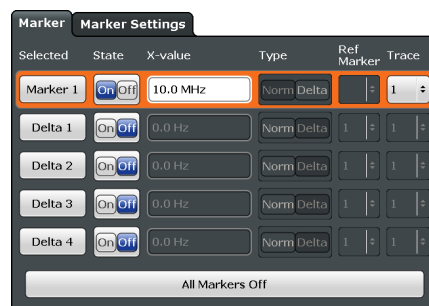 Marker Marker Settings
Selected State X-value Type Ref Marker Trace
Marker 1 On Off 10.0 MHz Norm Delta 1
Delta 1 On Off 0.0 Hz Norm Delta 1 1
Delta 2 On Off 0.0 Hz Norm Delta 1 1
Delta 3 On Off 0.0 Hz Norm Delta 1 1
Delta 4 On Off 0.0 Hz Norm Delta 1 1
All Markers Off